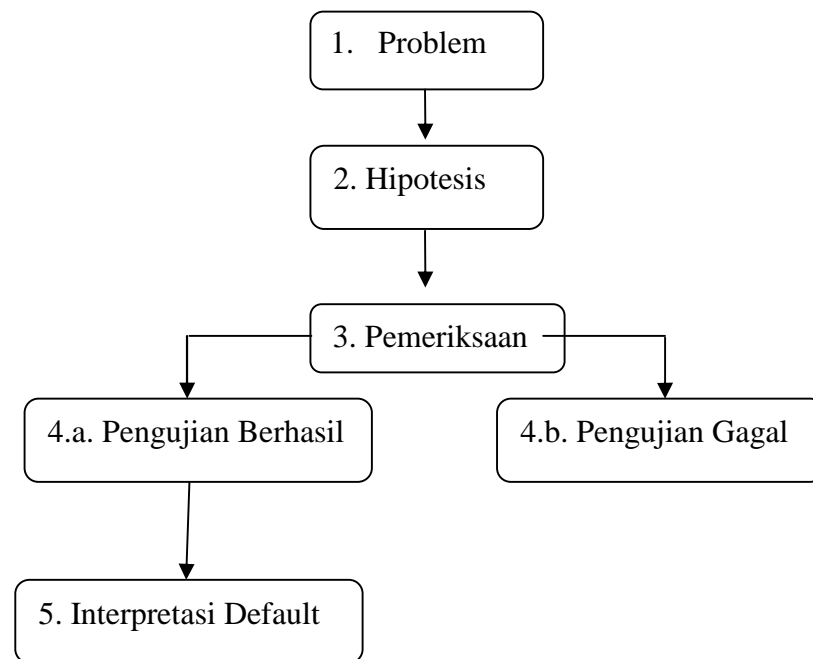 1. Problem
2. Hipotesis
3. Pemeriksaan
4.a. Pengujian Berhasil
4.b. Pengujian Gagal
5. Interpretasi Default